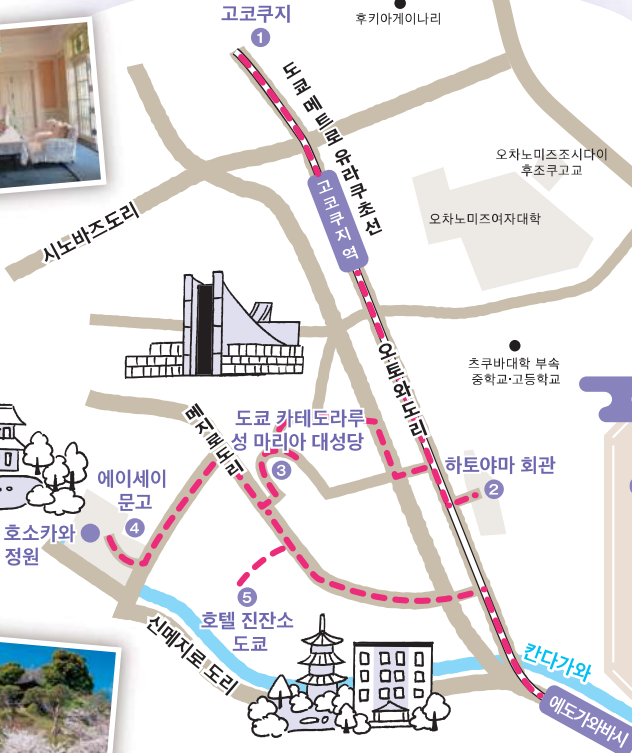 고코쿠지
1
후키아게이나리
도쿄 메트로 유라쿠초선
오차노미즈조시다이
후조쿠고교
고코쿠지 역
오차노미즈여자대학
시노바즈도리
오토와도리
츠쿠바대학 부속
중학교·고등학교
메지로도리
도쿄 카테도라루
성 마리아 대성당
3
하토야마 회관
2
에이세이
문고
4
호소카와
정원
5
호텔 진잔소
도쿄
신메지로 도리
칸다가와
에도가와바시